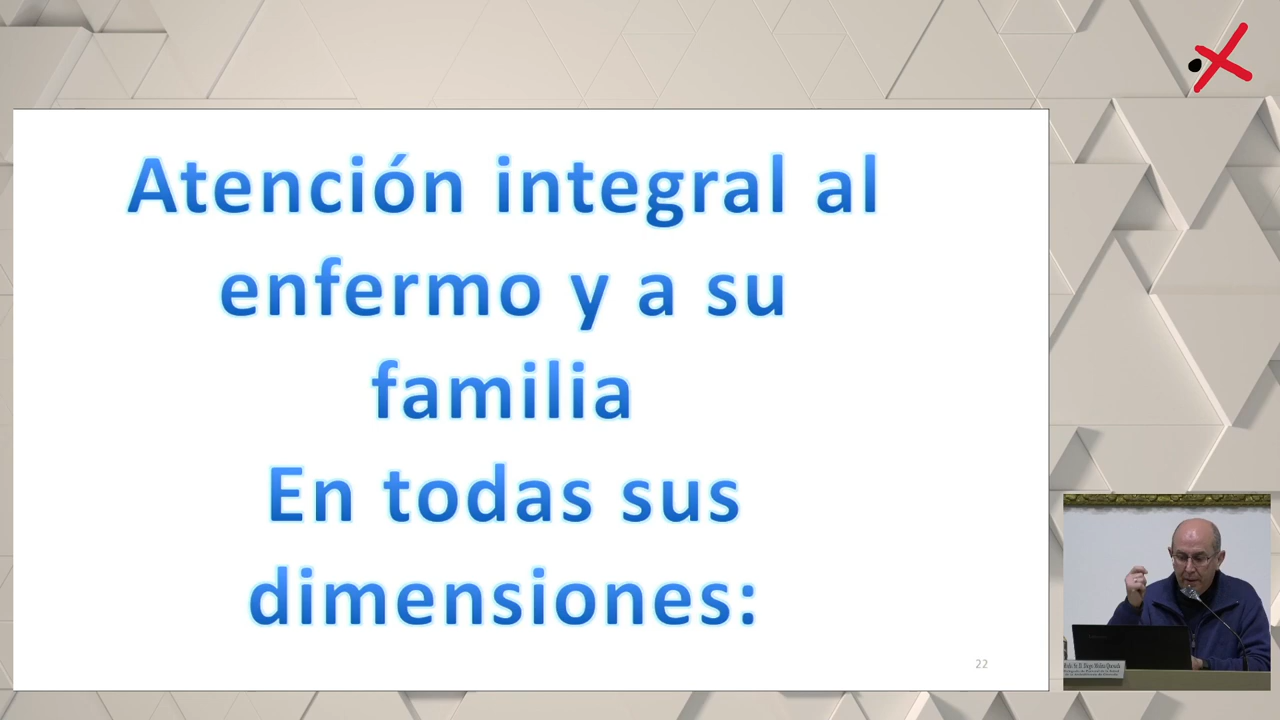 Atención integral al
enfermo y a su
familia
En todas sus
dimensiones:
22